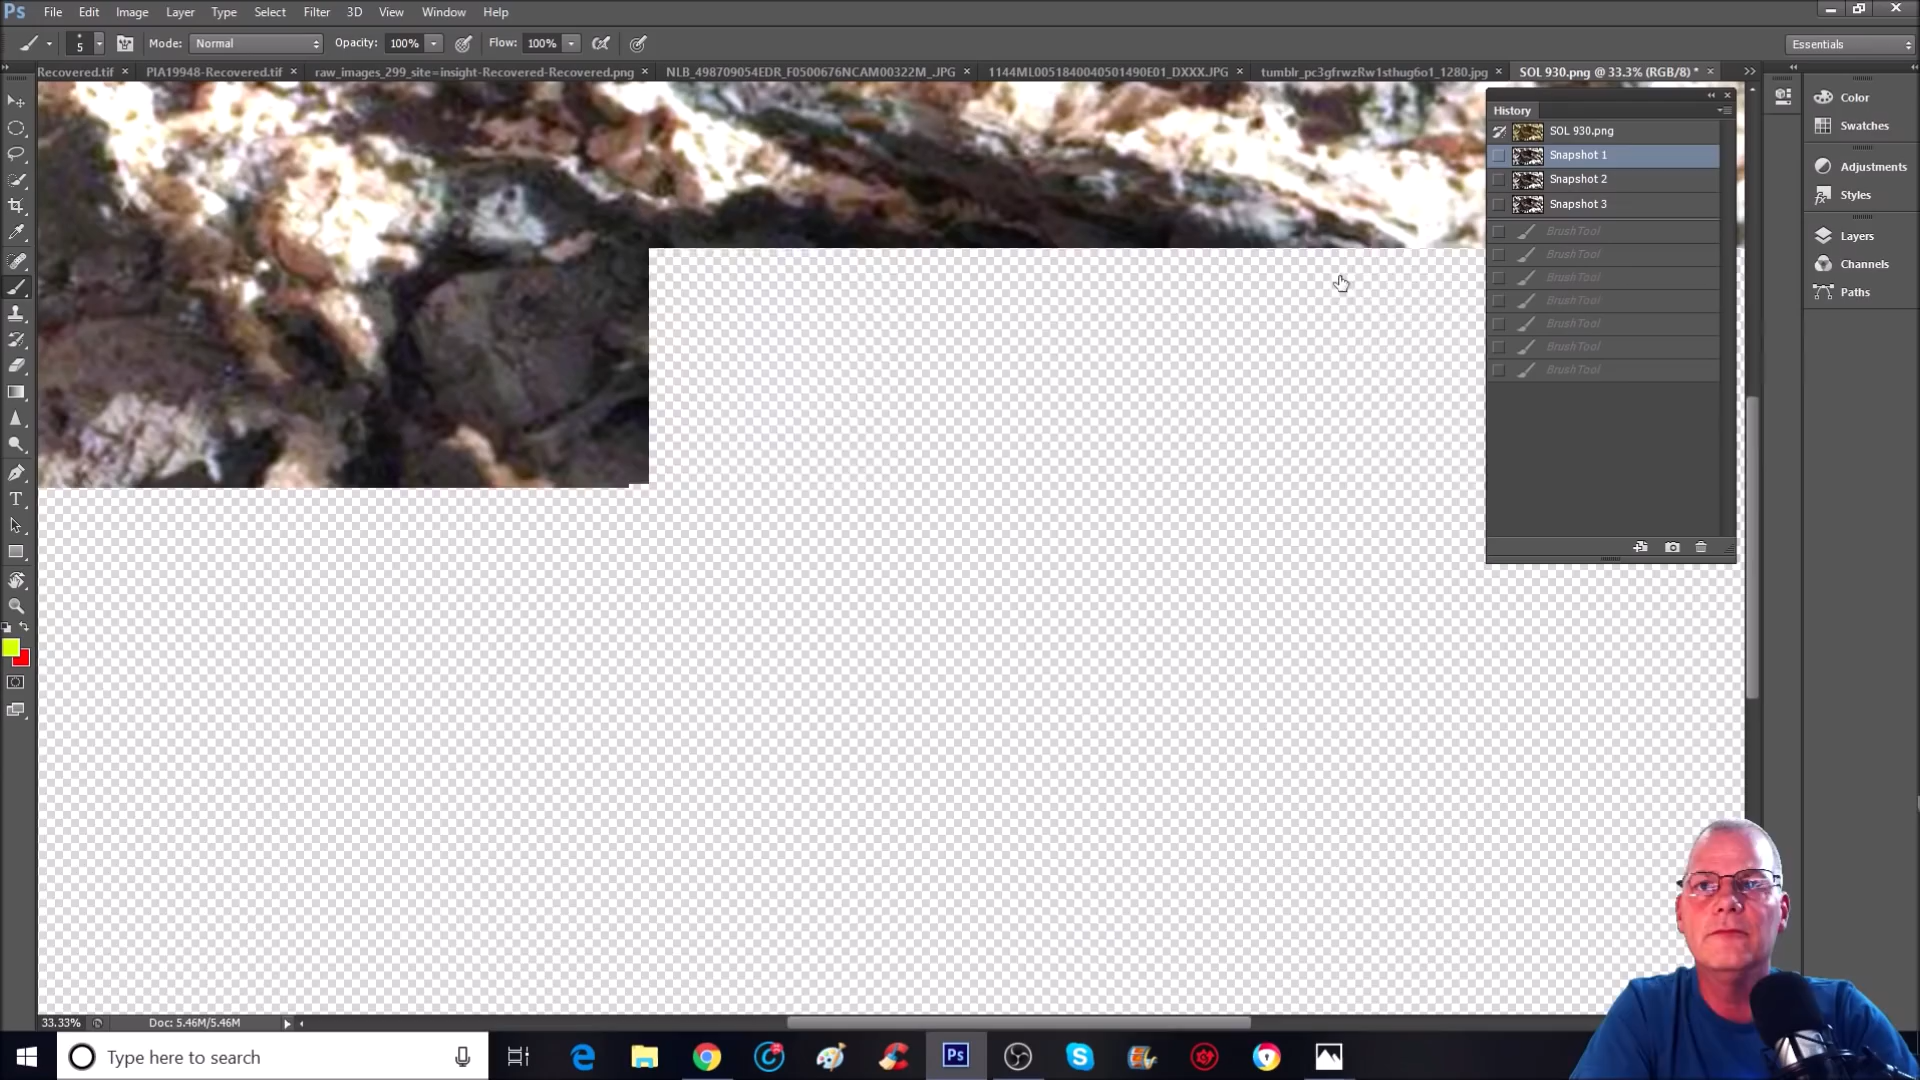 Ps File Edit Image Layer Type Select Filter 3D View Window Help
5 Mode: Normal Opacity: 100% Flow: 100% Essentials
Recovered.tif × PIA19948-Recovered.tif × raw_images_299_site=insight-Recovered-Recovered.png × NLB_498709054EDR_F0500676NCAM00322M_.JPG × 1144ML0051840040501490E01_DXXX.JPG × tumblr_pc3gfrwzRw1sthug6o1_1280.jpg × SOL 930.png @ 33.3% (RGB/8) * ×
History
SOL 930.png
Snapshot 1
Snapshot 2
Snapshot 3
Brush Tool
Brush Tool
Brush Tool
Brush Tool
Brush Tool
Brush Tool
Brush Tool
Color
Swatches
Adjustments
Styles
Layers
Channels
Paths
T
33.33% Doc: 5.46M/5.46M
Type here to search
Ps